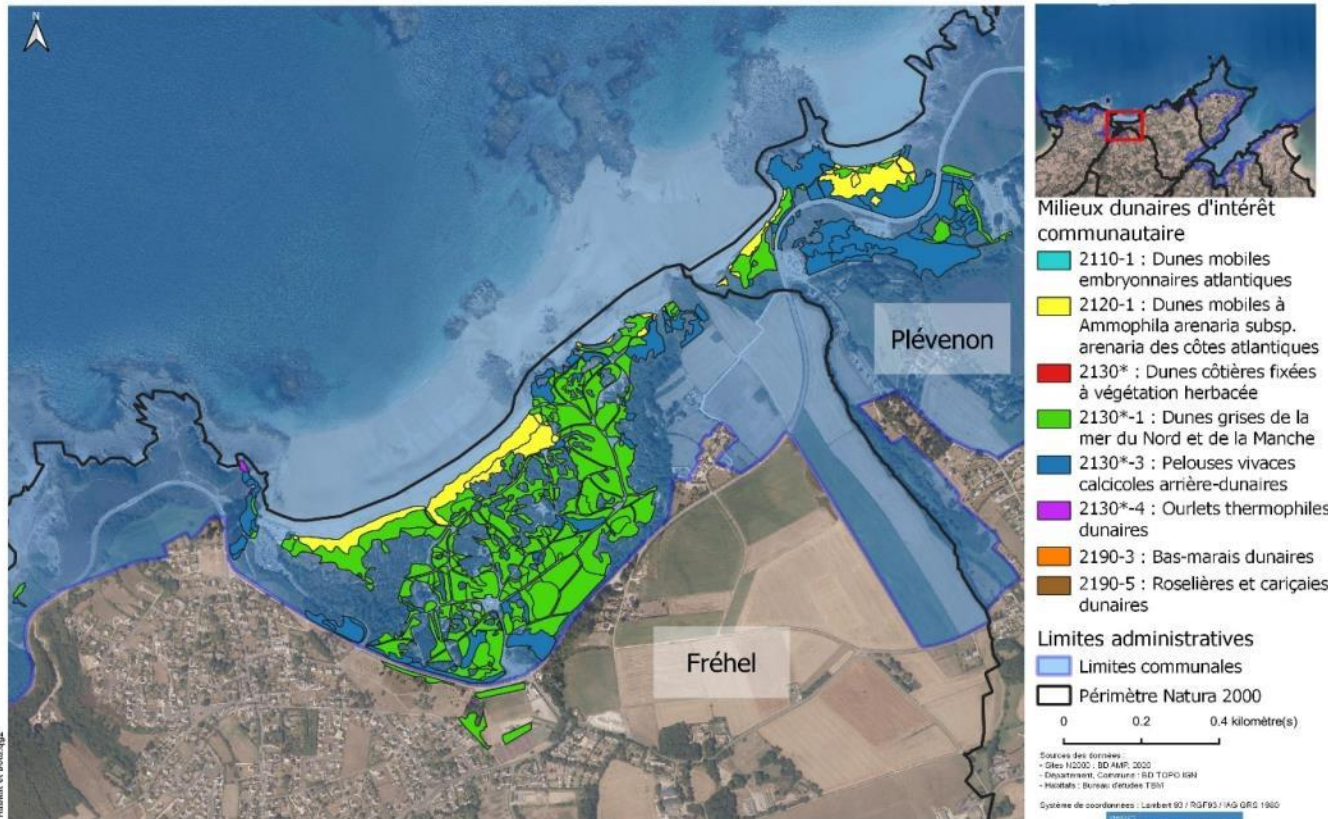 N
Plévenon
Fréhel
Milieux dunaires d'intérêt
communautaire
2110-1 : Dunes mobiles
embryonnaires atlantiques
2120-1 : Dunes mobiles à
Ammophila arenaria subsp.
arenaria des côtes atlantiques
2130* : Dunes côtières fixées
à végétation herbacée
2130*-1 : Dunes grises de la
mer du Nord et de la Manche
2130*-3 : Pelouses vivaces
calcicoles arrière-dunaires
2130*-4 : Ourlets thermophiles
dunaires
2190-3 : Bas-marais dunaires
2190-5 : Roselières et cariçaies
dunaires
Limites administratives
Limites communales
Périmètre Natura 2000
0 0.2 0.4 kilomètre(s)
Sources des données :
- Sites N2000 : BD AMP, 2020
- Département, Commune : BD TOPO IGN
- Habitats : Bureau d'études TBM
Système de coordonnées : Lambert 93 / RGF93 / IAG GRS 1980